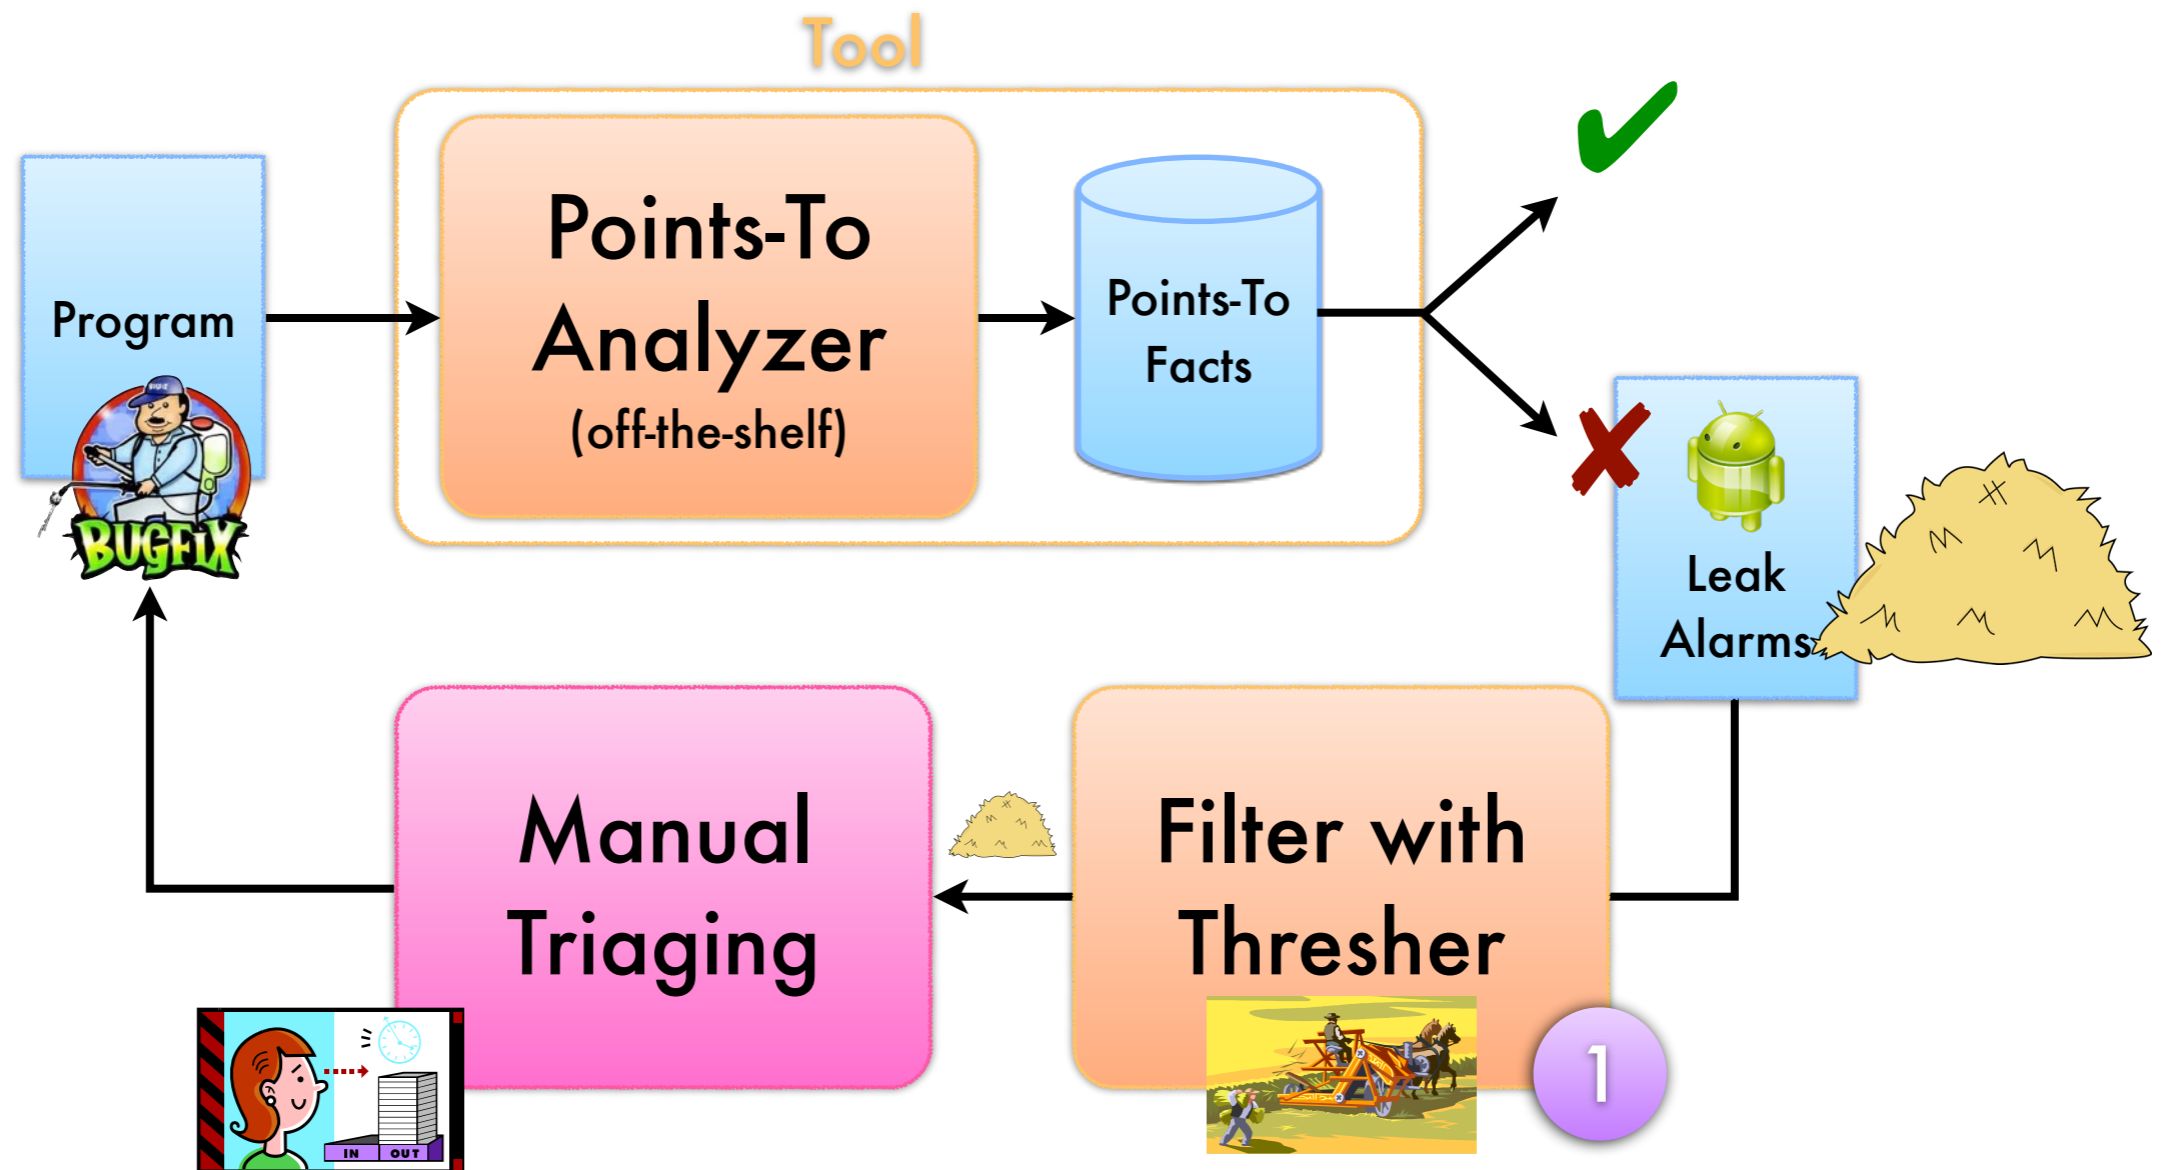 Tool
Program
BUGFIX
Points-To
Analyzer
(off-the-shelf)
Points-To
Facts
Leak
Alarms
Manual
Triaging
Filter with
Thresher
IN OUT
1